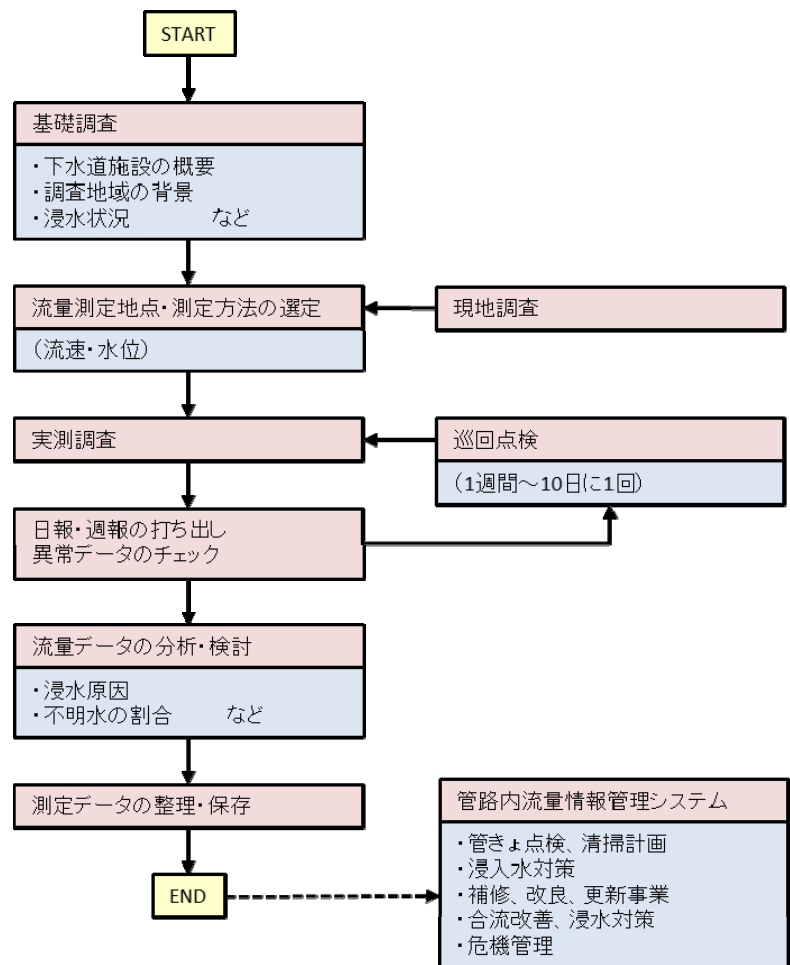 START
基礎調査
・下水道施設の概要
・調査地域の背景
・浸水状況 など
流量測定地点・測定方法の選定
(流速・水位)
現地調査
実測調査
巡回点検
(1週間～10日に1回)
日報・週報の打ち出し
異常データのチェック
流量データの分析・検討
・浸水原因
・不明水の割合 など
測定データの整理・保存
END
管路内流量情報管理システム
・管きょ点検、清掃計画
・浸入水対策
・補修、改良、更新事業
・合流改善、浸水対策
・危機管理